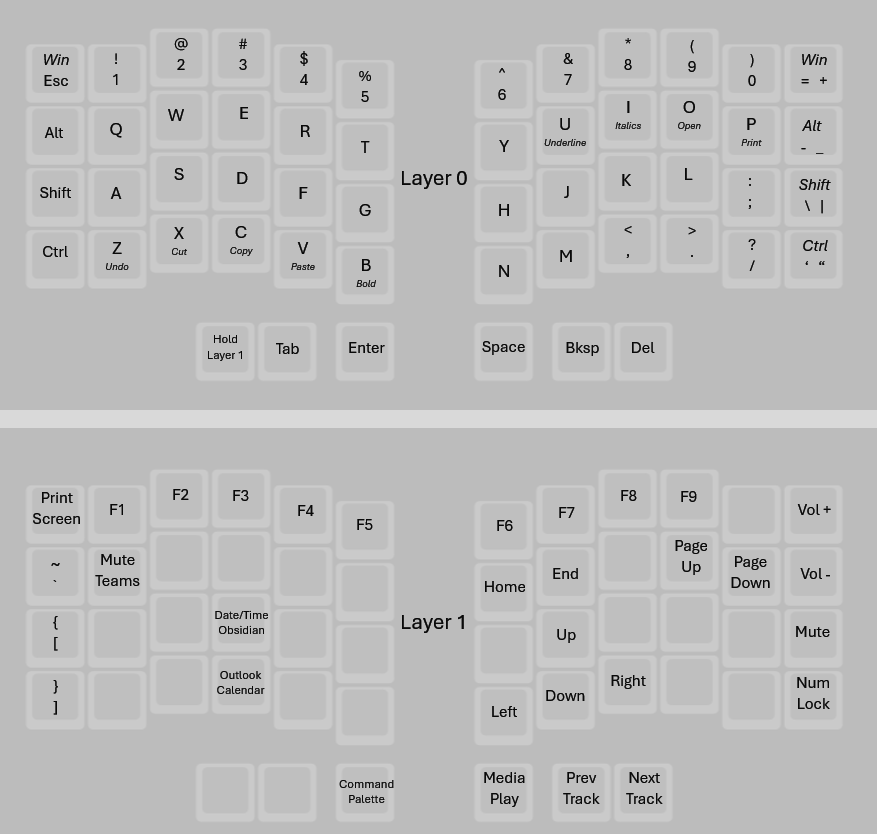 Win ! @ # $ % ^ & * ( ) Win
Esc 1 2 3 4 5 6 7 8 9 0 = +
Alt Q W E R T Y U I O P Alt
Underline Italics Open Print - _
Shift A S D F G Layer 0 H J K L : Shift
; \ |
Ctrl Z X C V B N M < > ? Ctrl
Undo Cut Copy Paste Bold , . / ‘ “
Hold Tab Enter Space Bksp Del
Layer 1
Print F1 F2 F3 F4 F5 F6 F7 F8 F9 Vol +
Screen
~ Mute Home End Page Page Vol -
` Teams Up Down
{ Date/Time Layer 1 Up Mute
[ Obsidian
} Outlook Left Down Right Num
] Calendar Lock
Command Media Prev Next
Palette Play Track Track